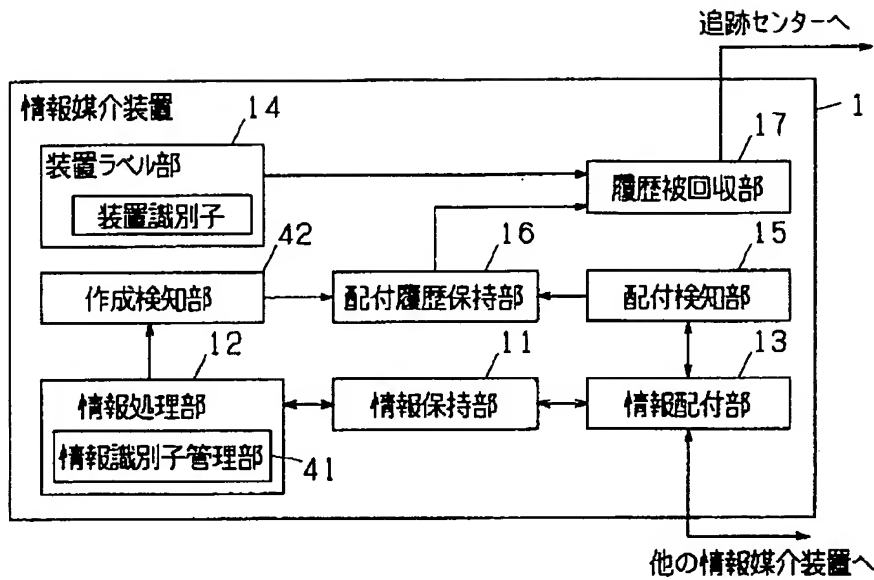 追跡センターへ
情報媒介装置
1
14
装置ラベル部
装置識別子
17
履歴被回収部
42
作成検知部
16
配付履歴保持部
15
配付検知部
12
情報処理部
情報識別子管理部
41
11
情報保持部
13
情報配付部
他の情報媒介装置へ